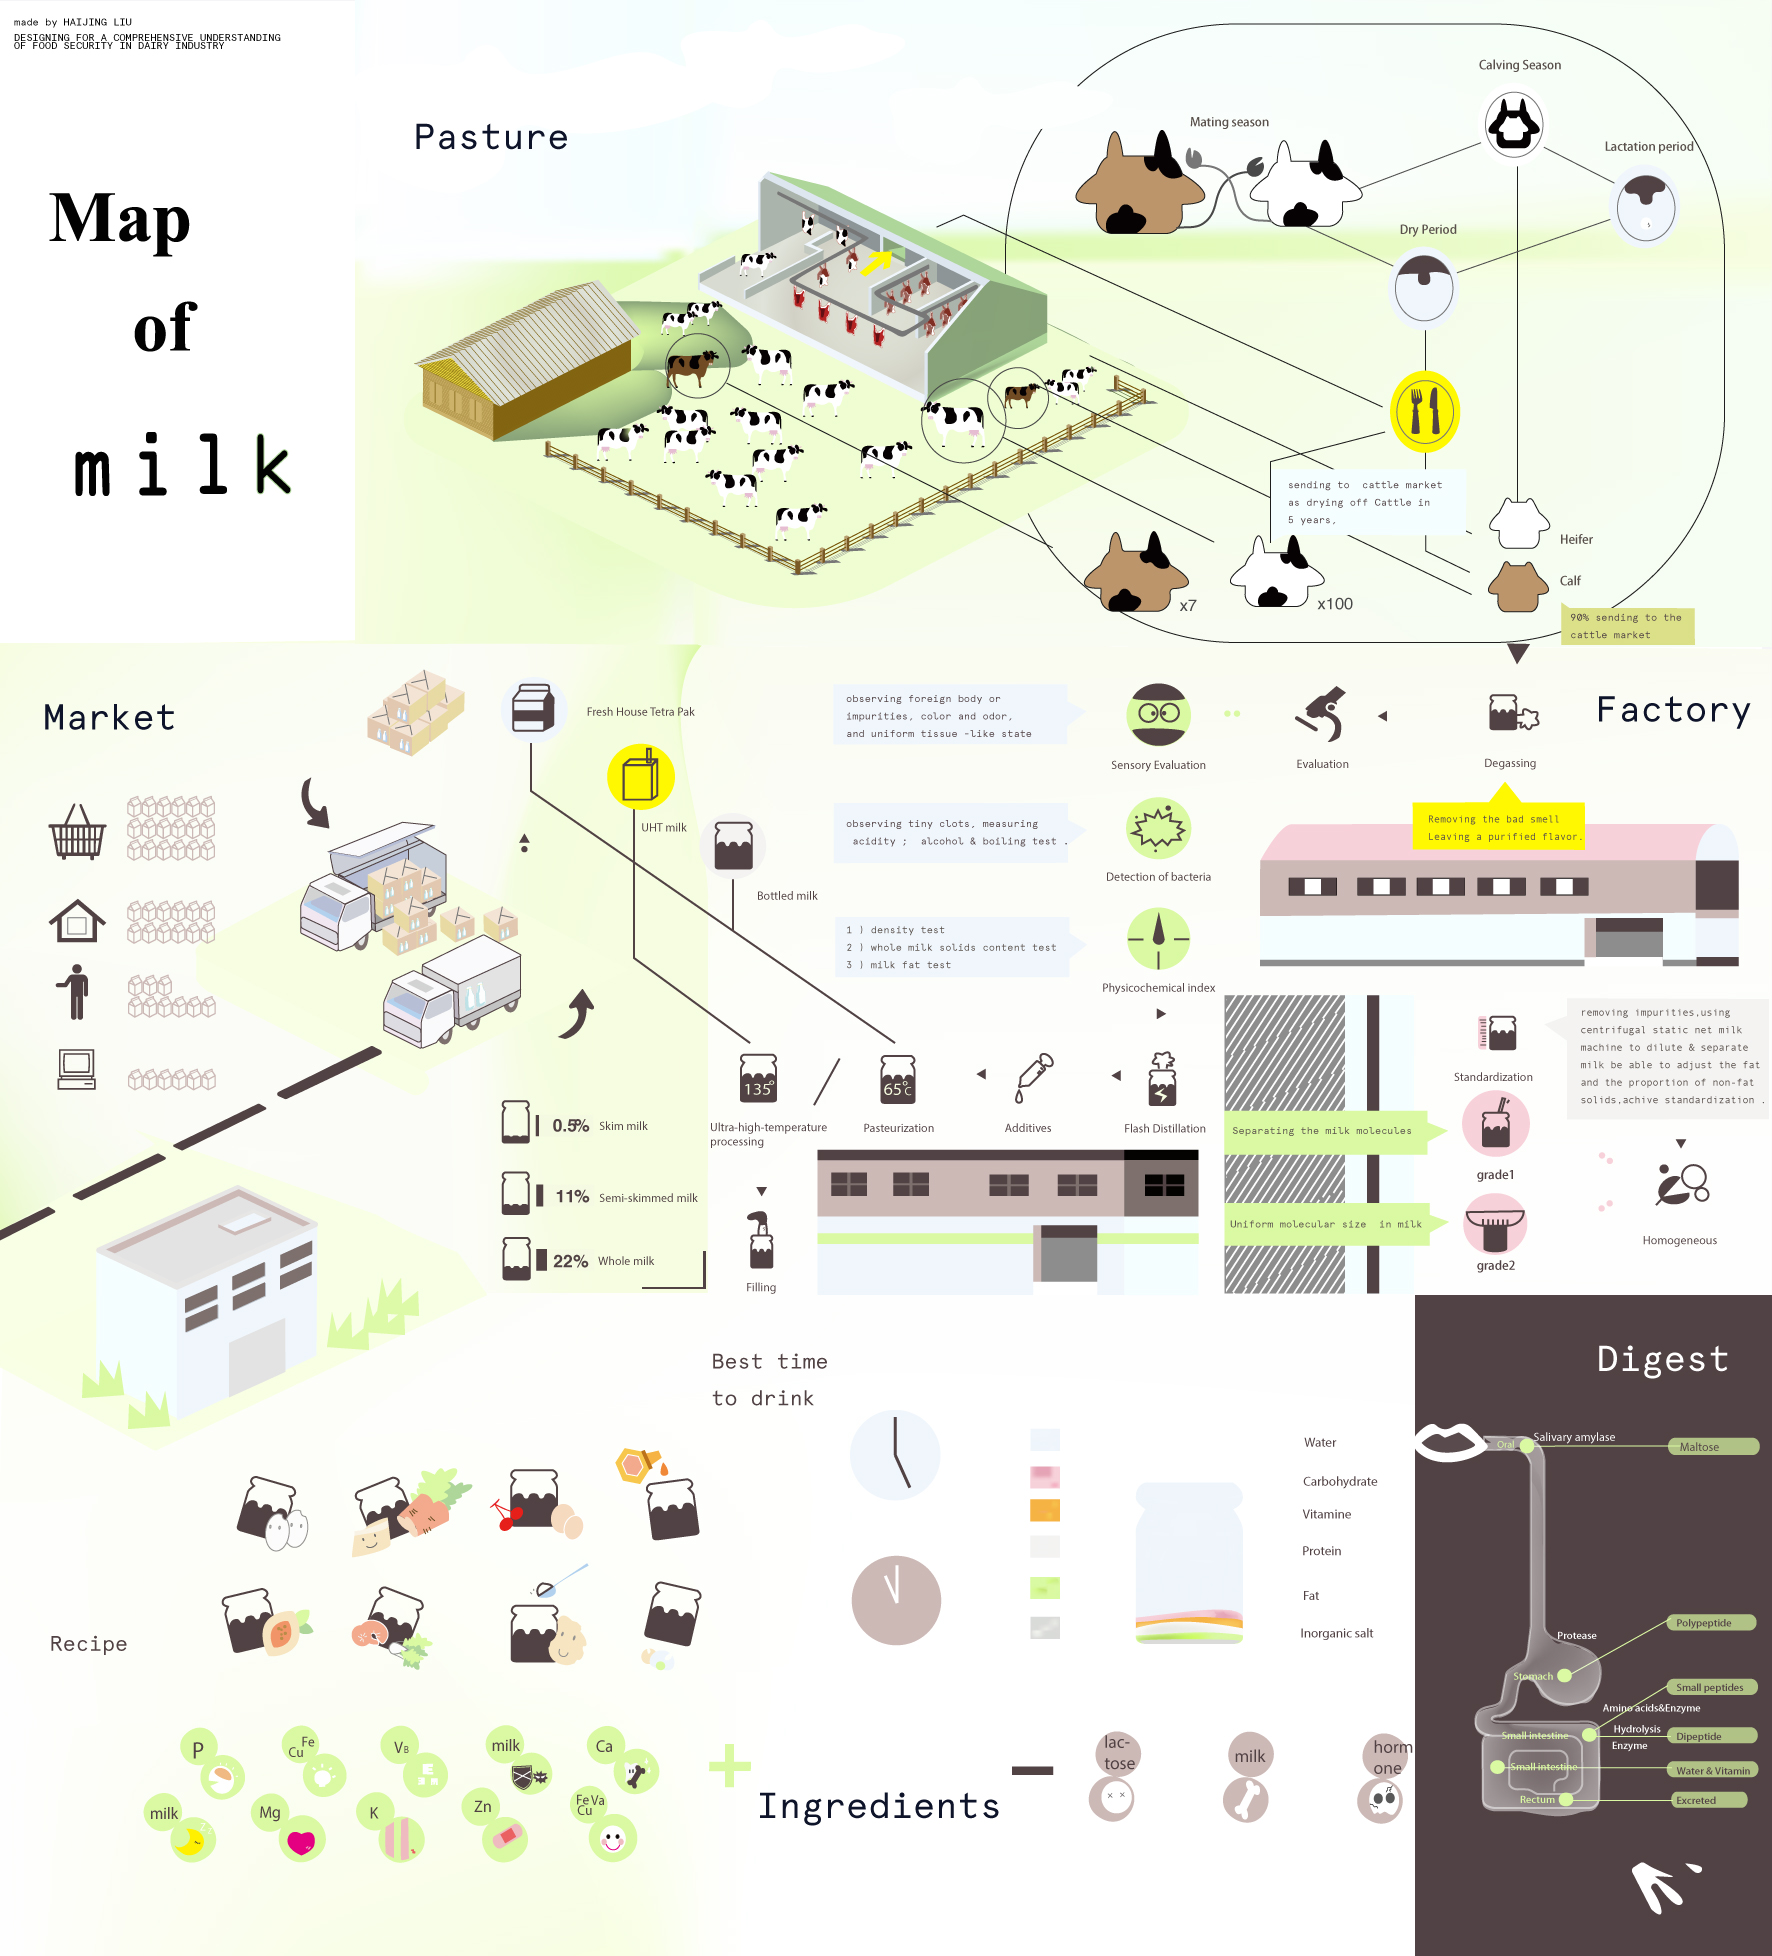 made by HAIJING LIU
DESIGNING FOR A COMPREHENSIVE UNDERSTANDING
OF FOOD SECURITY IN DAIRY INDUSTRY
Map
of
milk
Pasture
Calving Season
Mating season
Lactation period
Dry Period
sending to cattle market
as drying off Cattle in
5 years,
Heifer
Calf
x7
x100
90% sending to the
cattle market
Market
Fresh House Tetra Pak
UHT milk
Bottled milk
0.5%
Skim milk
11%
Semi-skimmed milk
22%
Whole milk
Factory
observing foreign body or
impurities, color and odor,
and uniform tissue -like state
Sensory Evaluation
Evaluation
Degassing
Removing the bad smell
Leaving a purified flavor.
observing tiny clots, measuring
acidity ; alcohol & boiling test .
Detection of bacteria
1 ) density test
2 ) whole milk solids content test
3 ) milk fat test
Physicochemical index
removing impurities,using
centrifugal static net milk
machine to dilute & separate
milk be able to adjust the fat
and the proportion of non-fat
solids,achive standardization .
Standardization
135°
65°C
Ultra-high-temperature
processing
Pasteurization
Additives
Flash Distillation
Separating the milk molecules
grade1
Uniform molecular size in milk
grade2
Homogeneous
Filling
Best time
to drink
Water
Carbohydrate
Vitamine
Protein
Fat
Inorganic salt
Digest
Oral
Salivary amylase
Maltose
Protease
Polypeptide
Stomach
Small peptides
Amino acids&Enzyme
Small intestine
Hydrolysis
Enzyme
Dipeptide
Small intestine
Water & Vitamin
Rectum
Excreted
Recipe
P
Fe
Cu
VB
E
milk
Ca
milk
Mg
K
Zn
Fe Va
Cu
+
Ingredients
lac-
tose
milk
horm
one